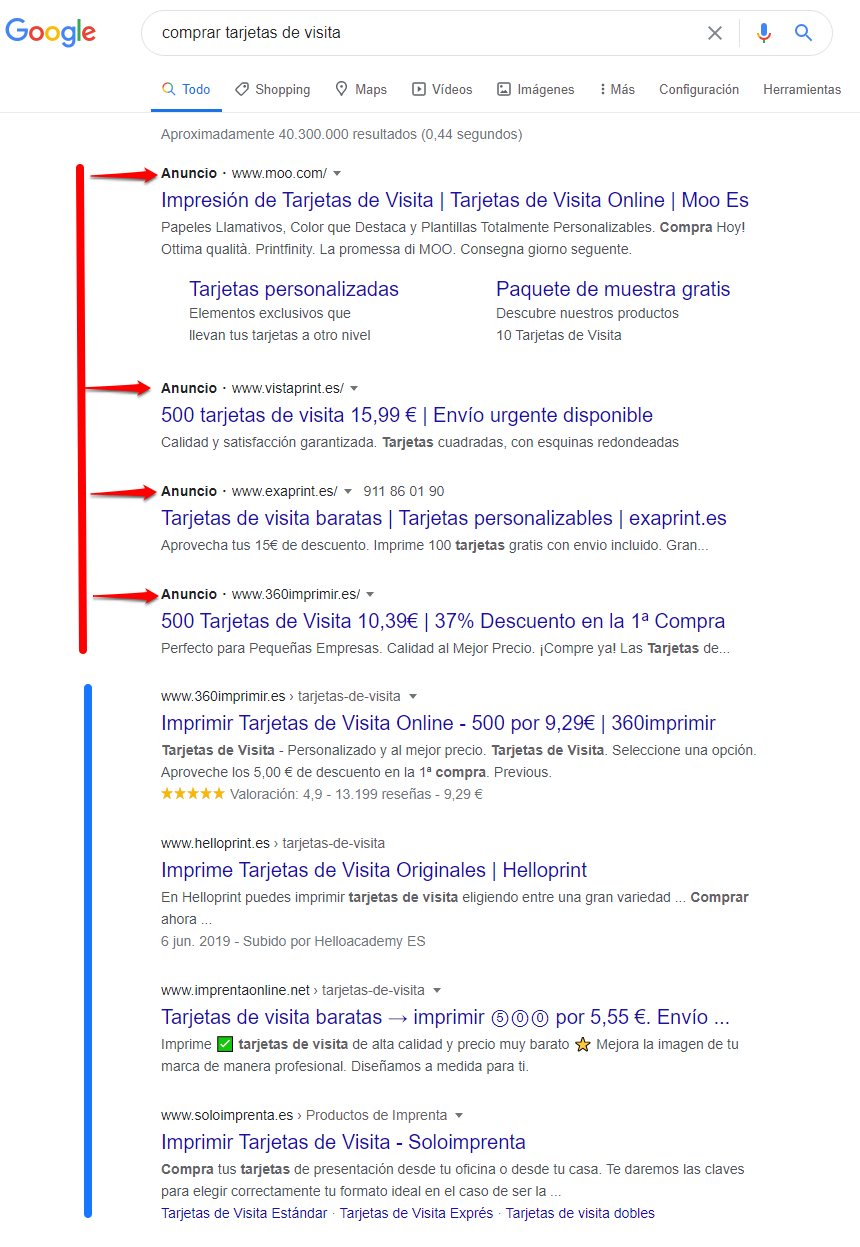 Google
comprar tarjetas de visita
Todo Shopping Maps Vídeos Imágenes Más Configuración Herramientas
Aproximadamente 40.300.000 resultados (0,44 segundos)
Anuncio · www.moo.com/
Impresión de Tarjetas de Visita | Tarjetas de Visita Online | Moo Es
Papeles Llamativos, Color que Destaca y Plantillas Totalmente Personalizables. Compra Hoy!
Ottima qualità. Printfinity. La promessa di MOO. Consegna giorno seguente.
Tarjetas personalizadas
Elementos exclusivos que
llevan tus tarjetas a otro nivel
Paquete de muestra gratis
Descubre nuestros productos
10 Tarjetas de Visita
Anuncio · www.vistaprint.es/
500 tarjetas de visita 15,99 € | Envío urgente disponible
Calidad y satisfacción garantizada. Tarjetas cuadradas, con esquinas redondeadas
Anuncio · www.exaprint.es/ 911 86 01 90
Tarjetas de visita baratas | Tarjetas personalizables | exaprint.es
Aprovecha tus 15€ de descuento. Imprime 100 tarjetas gratis con envio incluido. Gran...
Anuncio · www.360imprimir.es/
500 Tarjetas de Visita 10,39€ | 37% Descuento en la 1ª Compra
Perfecto para Pequeñas Empresas. Calidad al Mejor Precio. ¡Compre ya! Las Tarjetas de...
www.360imprimir.es › tarjetas-de-visita
Imprimir Tarjetas de Visita Online - 500 por 9,29€ | 360imprimir
Tarjetas de Visita - Personalizado y al mejor precio. Tarjetas de Visita. Seleccione una opción.
Aproveche los 5,00 € de descuento en la 1ª compra. Previous.
★★★★★ Valoración: 4,9 - 13.199 reseñas - 9,29 €
www.helloprint.es › tarjetas-de-visita
Imprime Tarjetas de Visita Originales | Helloprint
En Helloprint puedes imprimir tarjetas de visita eligiendo entre una gran variedad ... Comprar
ahora ...
6 jun. 2019 - Subido por Helloacademy ES
www.imprentaonline.net › tarjetas-de-visita
Tarjetas de visita baratas → imprimir ⑤⓪⓪ por 5,55 €. Envío ...
Imprime ✅ tarjetas de visita de alta calidad y precio muy barato ⭐ Mejora la imagen de tu
marca de manera profesional. Diseñamos a medida para ti.
www.soloimprenta.es › Productos de Imprenta
Imprimir Tarjetas de Visita - Soloimprenta
Compra tus tarjetas de presentación desde tu oficina o desde tu casa. Te daremos las claves
para elegir correctamente tu formato ideal en el caso de ser la ...
Tarjetas de Visita Estándar · Tarjetas de Visita Exprés · Tarjetas de visita dobles